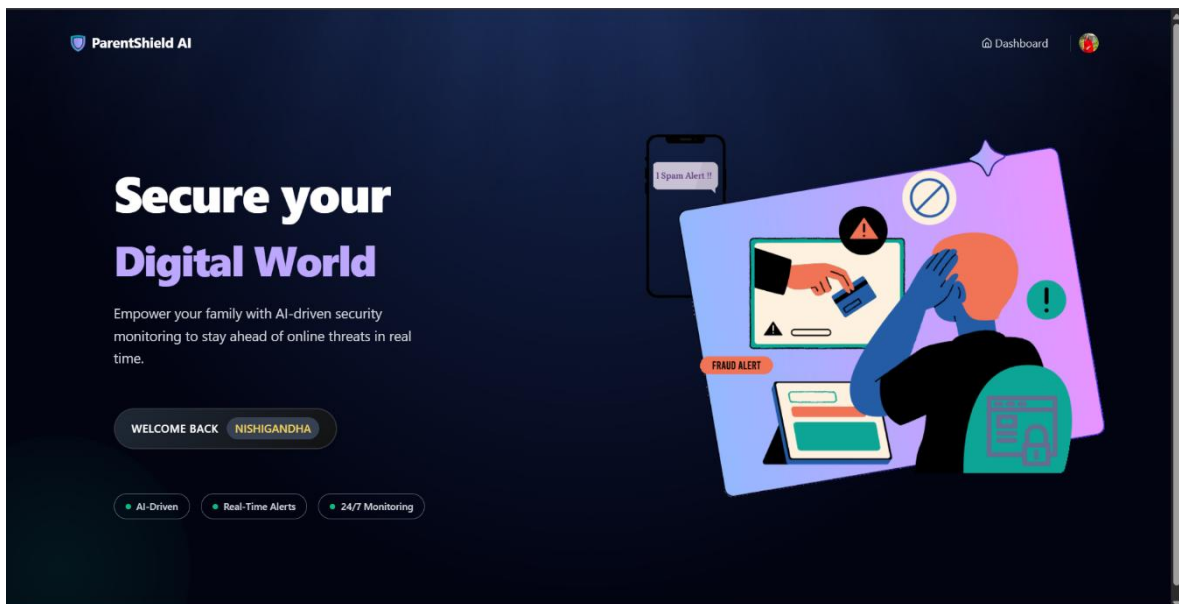 ParentShield AI
Dashboard
Secure your
Digital World
Empower your family with AI-driven security
monitoring to stay ahead of online threats in real
time.
WELCOME BACK NISHIGANDHA
AI-Driven
Real-Time Alerts
24/7 Monitoring
I Spam Alert !!
FRAUD ALERT